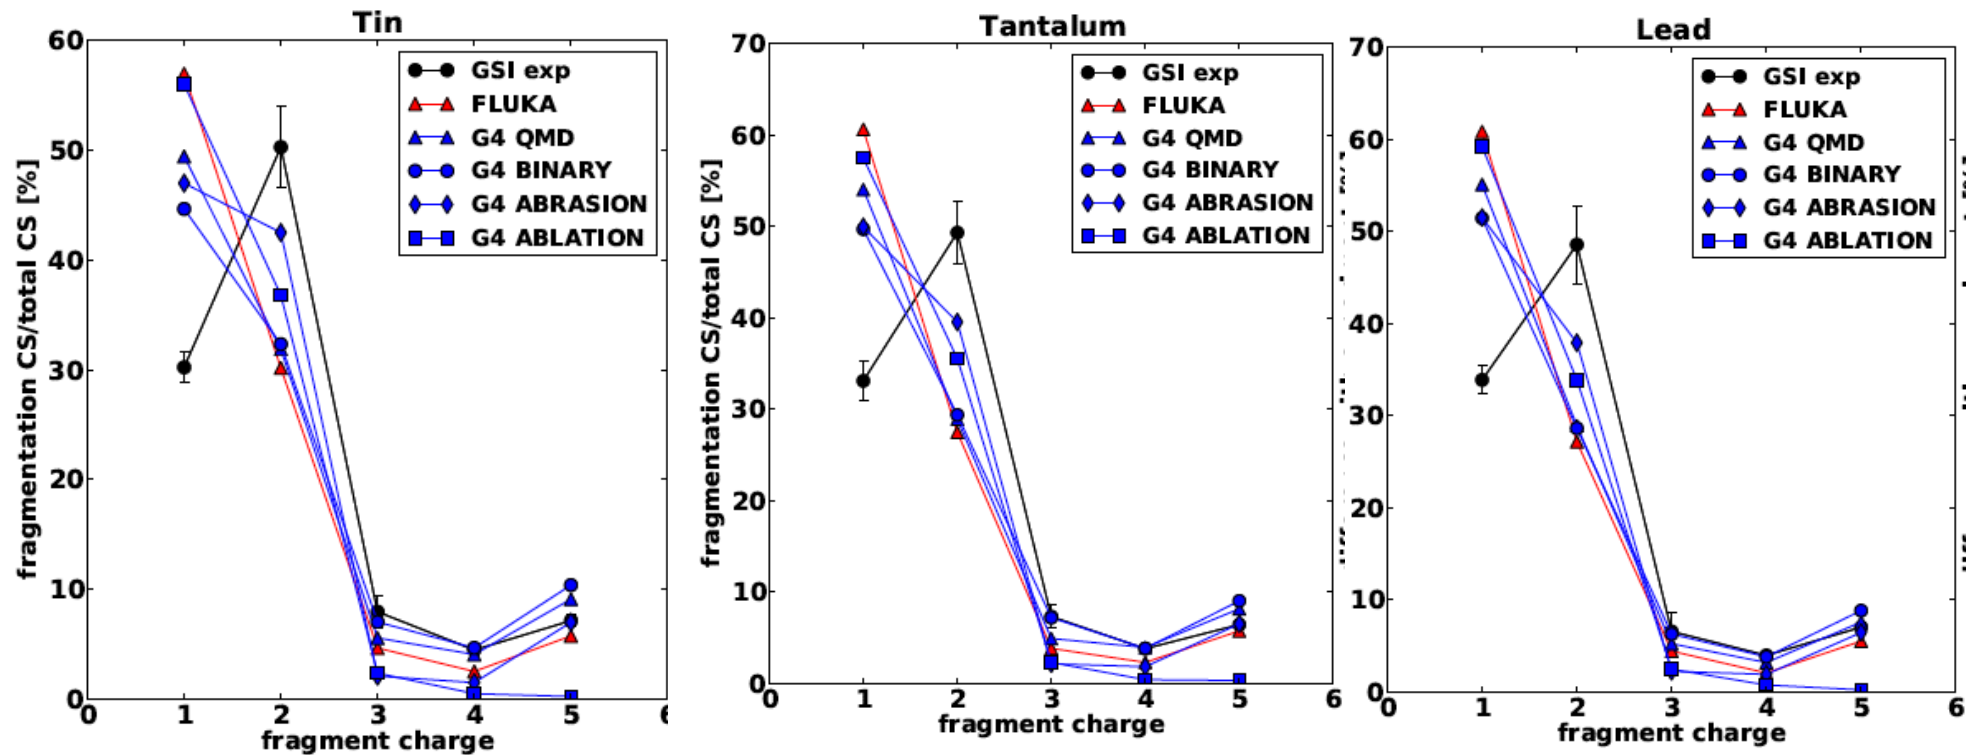 Tin
60
50
40
30
20
10
0
fragmentation CS/total CS [%]
GSI exp
FLUKA
G4 QMD
G4 BINARY
G4 ABRASION
G4 ABLATION
0 1 2 3 4 5 6
fragment charge
Tantalum
70
60
50
40
30
20
10
0
fragmentation CS/total CS [%]
GSI exp
FLUKA
G4 QMD
G4 BINARY
G4 ABRASION
G4 ABLATION
0 1 2 3 4 5 6
fragment charge
Lead
70
60
50
40
30
20
10
0
GSI exp
FLUKA
G4 QMD
G4 BINARY
G4 ABRASION
G4 ABLATION
0 1 2 3 4 5 6
fragment charge